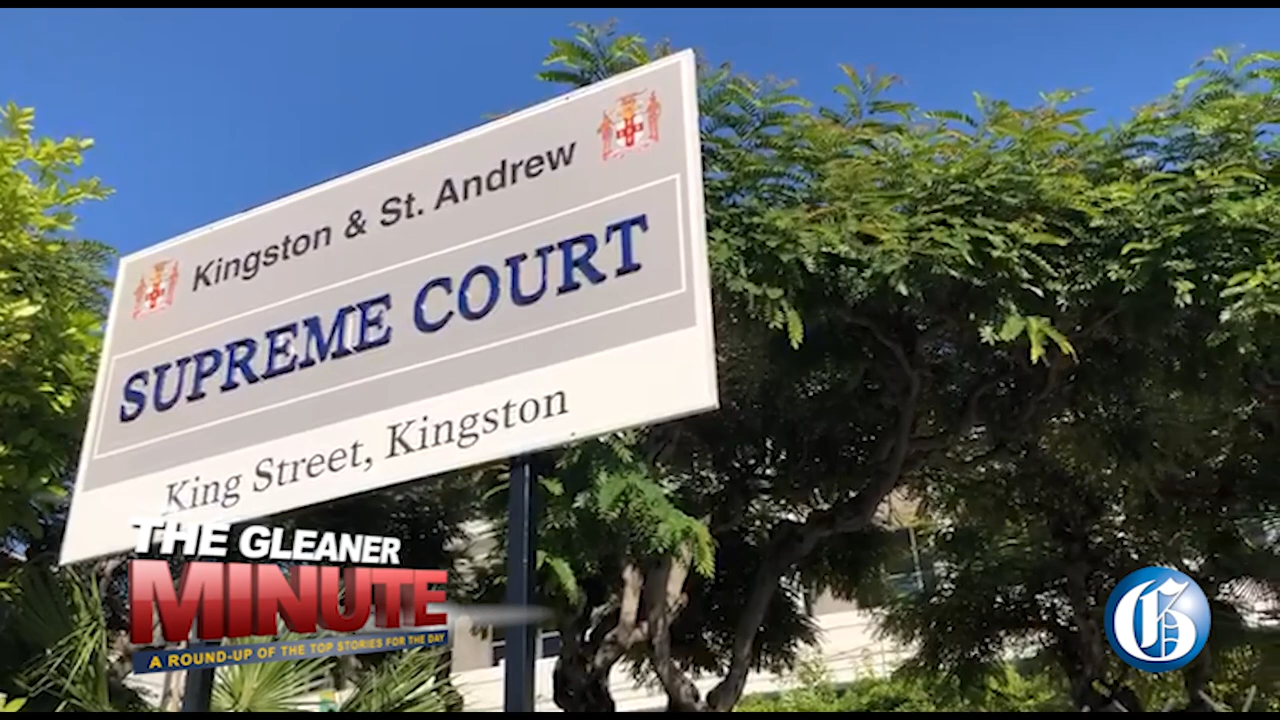 Kingston & St. Andrew
SUPREME COURT
King Street, Kingston
THE GLEANER
MINUTE
A ROUND-UP OF THE TOP STORIES FOR THE DAY
G